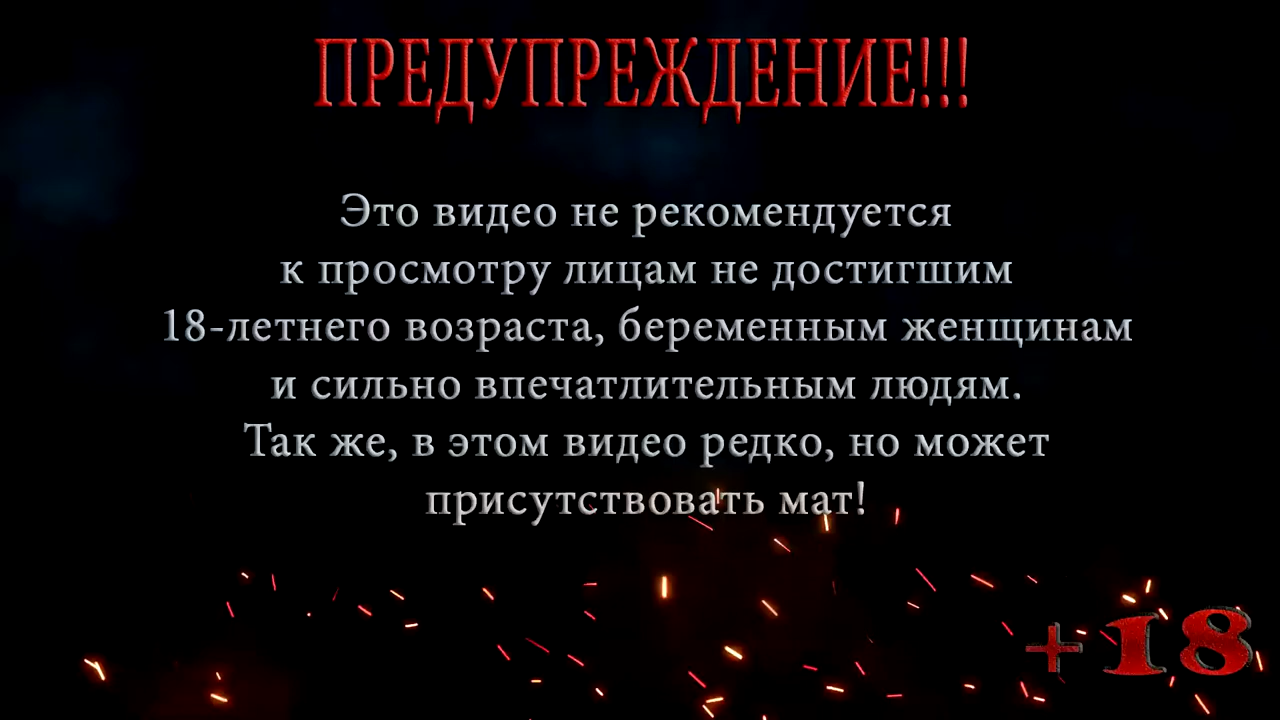 ПРЕДУПРЕЖДЕНИЕ!!!
Это видео не рекомендуется
к просмотру лицам не достигшим
18-летнего возраста, беременным женщинам
и сильно впечатлительным людям.
Так же, в этом видео редко, но может
присутствовать мат!
+18